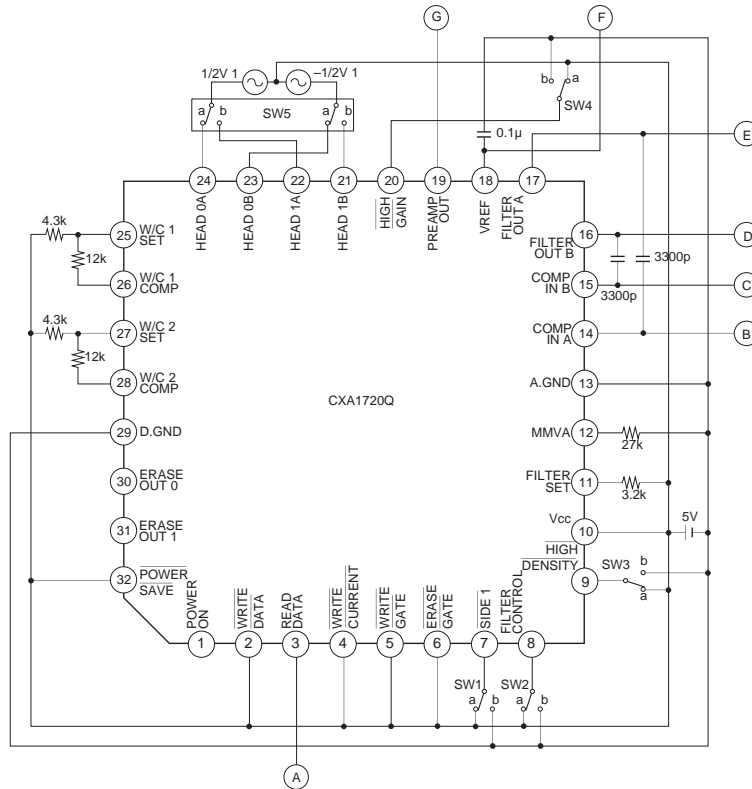 G
F
1/2V 1
–1/2V 1
a
b
SW5
a
b
b
a
SW4
0.1µ
E
24
23
22
21
20
19
18
17
HEAD 0A
HEAD 0B
HEAD 1A
HEAD 1B
HIGH
GAIN
PREAMP
OUT
VREF
FILTER
OUT A
4.3k
25
W/C 1
SET
12k
26
W/C 1
COMP
4.3k
27
W/C 2
SET
12k
28
W/C 2
COMP
29
D.GND
30
ERASE
OUT 0
31
ERASE
OUT 1
32
POWER
SAVE
CXA1720Q
16
FILTER
OUT B
D
3300p
COMP
IN B
15
3300p
C
COMP
IN A
14
B
A.GND
13
MMVA
12
27k
FILTER
SET
11
3.2k
Vcc
10
5V
HIGH
DENSITY
9
SW3
b
a
POWER
ON
WRITE
DATA
READ
DATA
WRITE
CURRENT
WRITE
GATE
ERASE
GATE
SIDE 1
FILTER
CONTROL
1
2
3
4
5
6
7
8
SW1
a
b
SW2
a
b
A